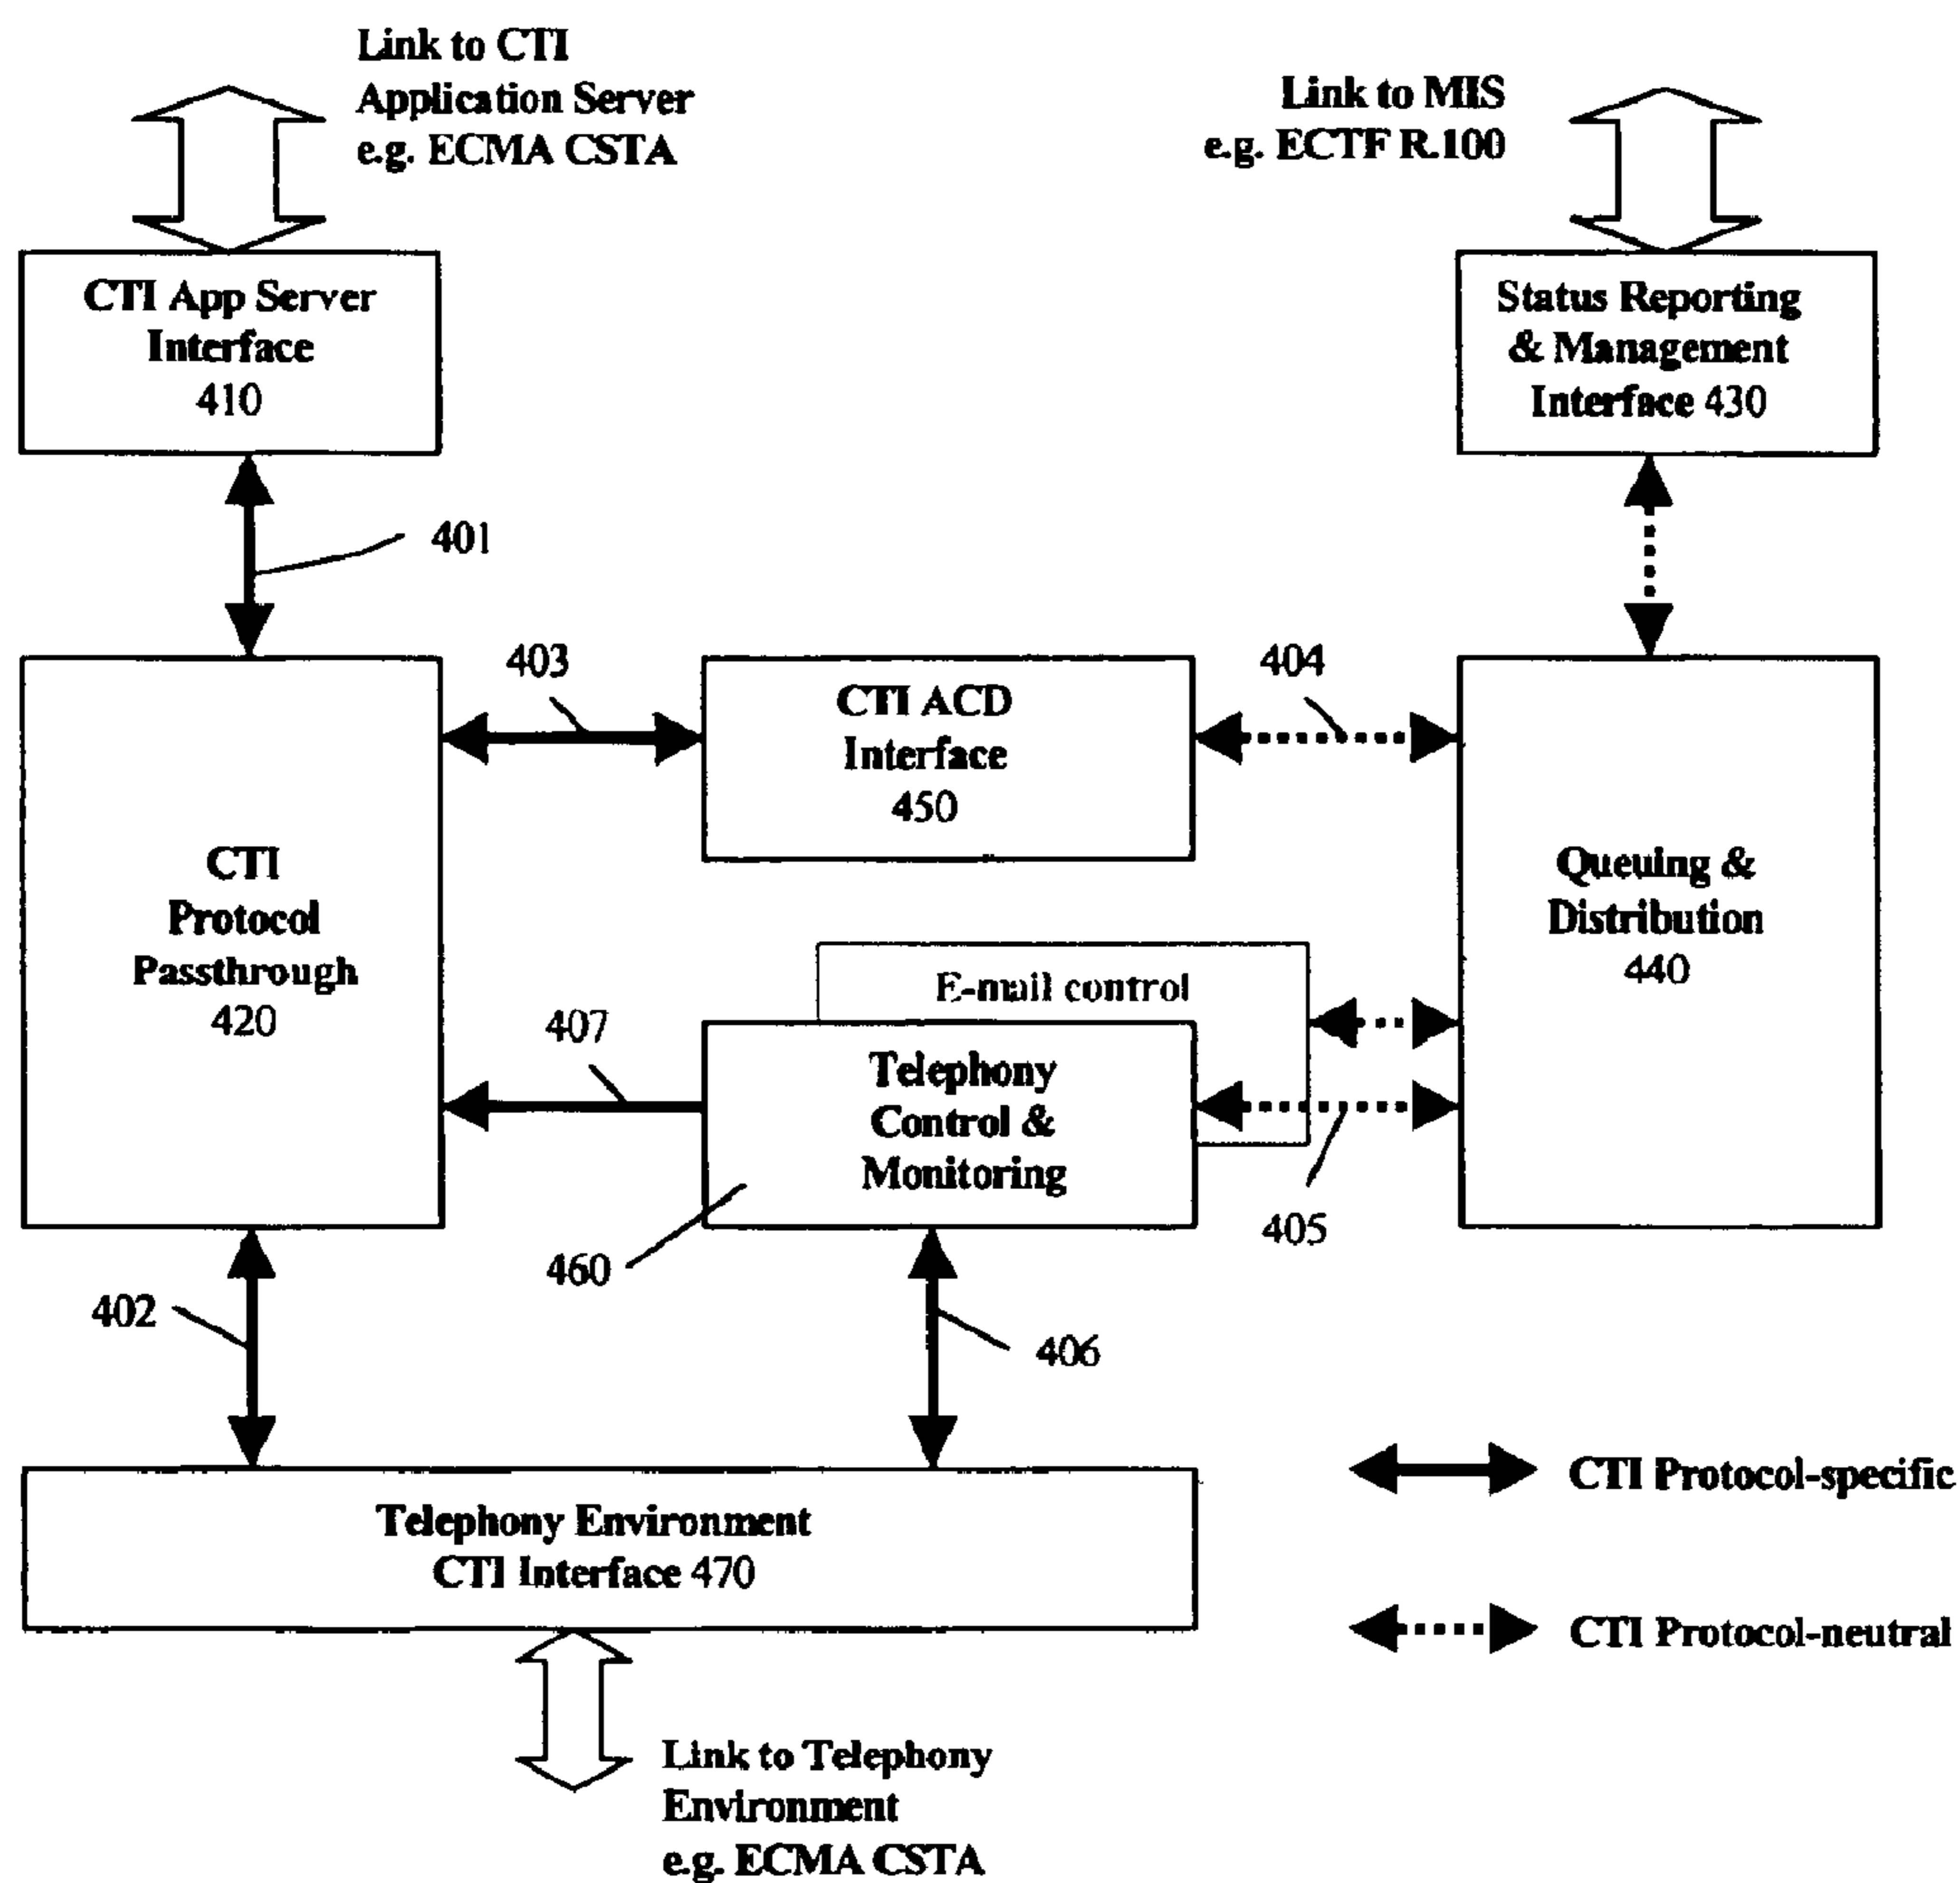 Link to CTI
Application Server
e.g. ECMA CSTA
Link to MIS
e.g. ECTF R.100
CTI App Server
Interface
410
Status Reporting
& Management
Interface 430
401
403
404
CTI ACD
Interface
450
CTI
Protocol
Passthrough
420
Queuing &
Distribution
440
E-mail control
407
Telephony
Control &
Monitoring
405
460
402
406
CTI Protocol-specific
Telephony Environment
CTI Interface 470
CTI Protocol-neutral
Link to Telephony
Environment
e.g. ECMA CSTA